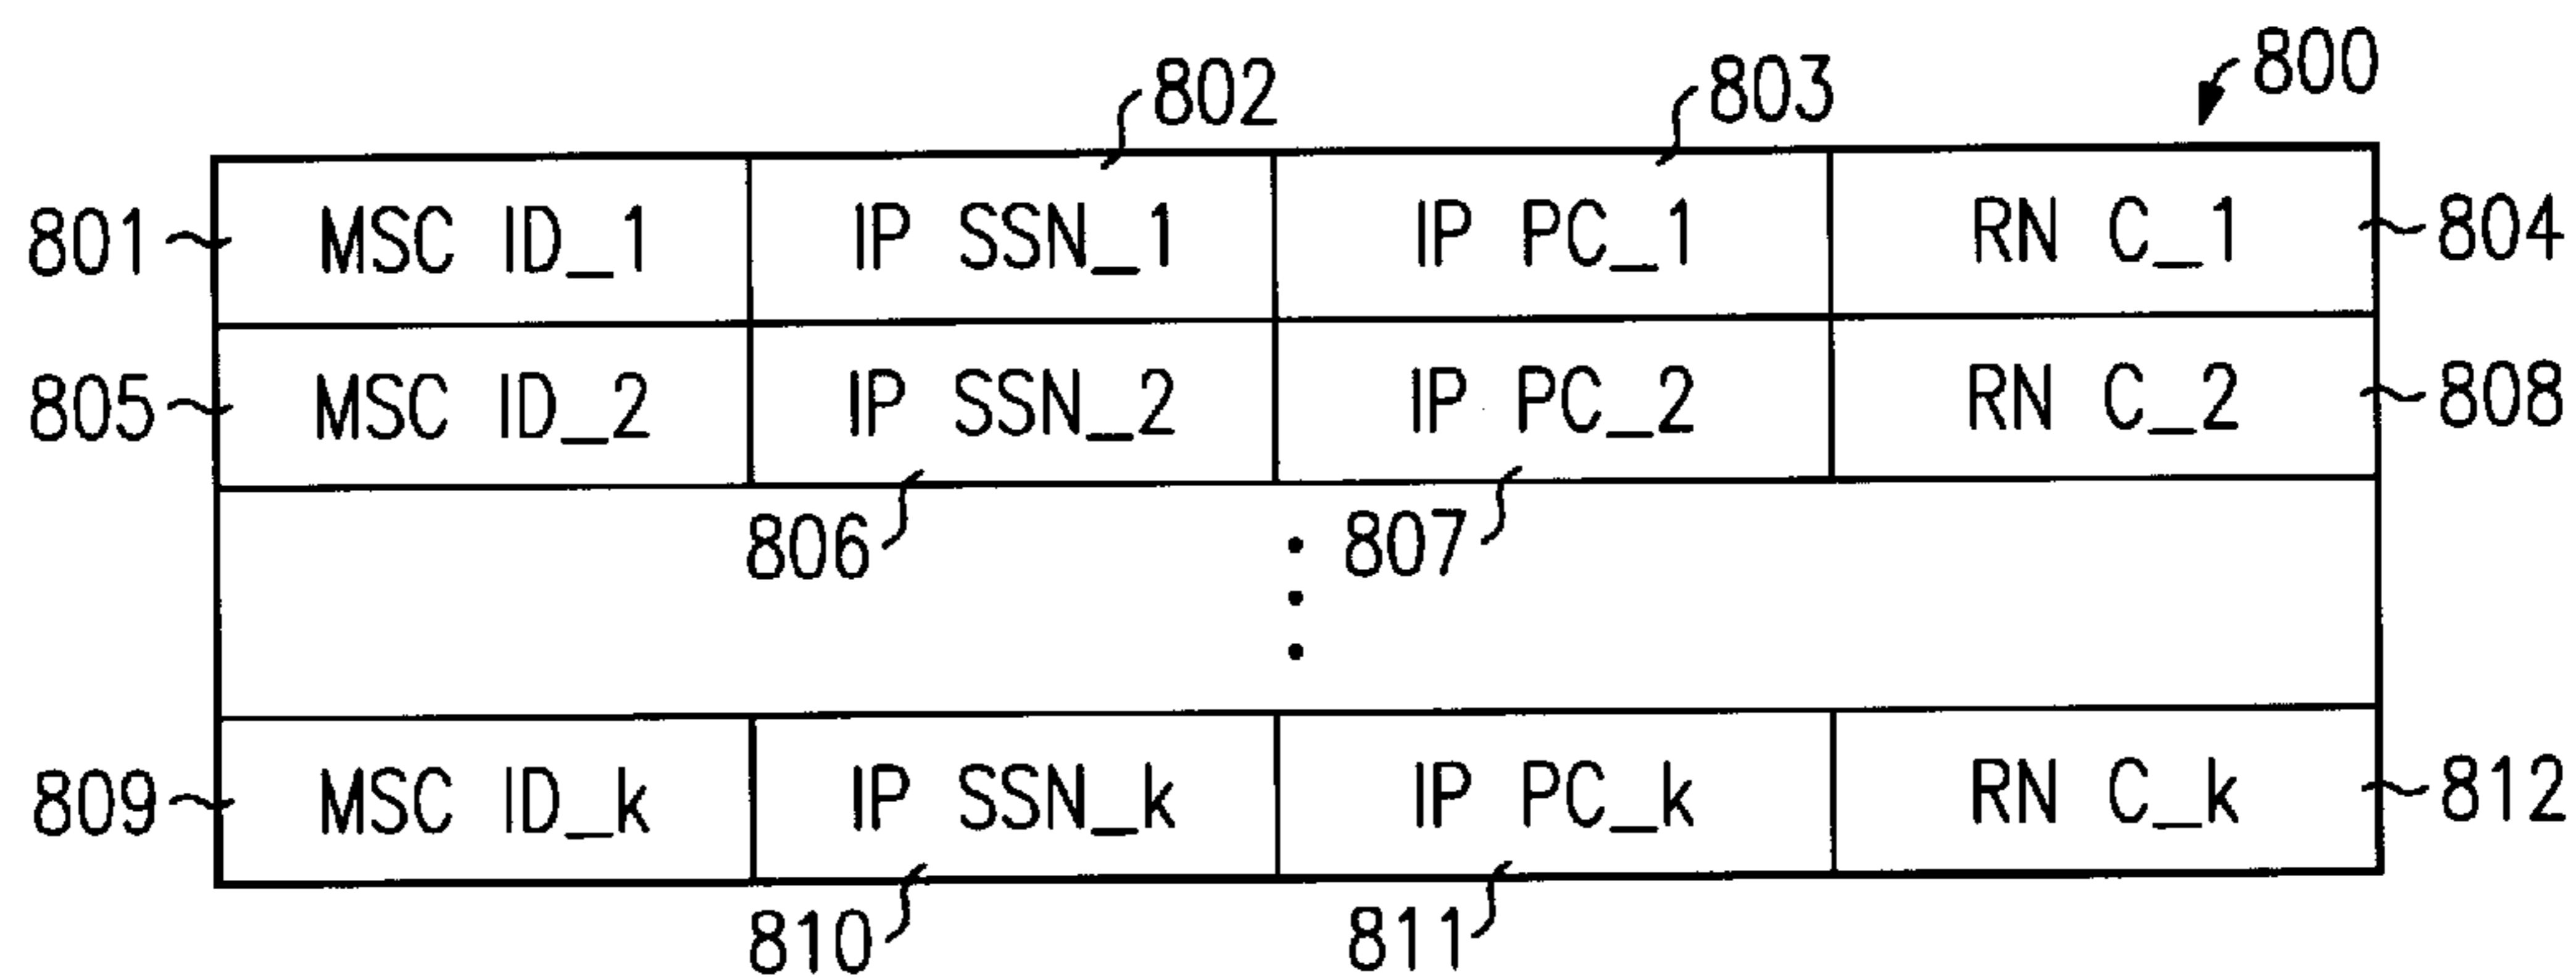 800
802 803
801 MSC ID_1 IP SSN_1 IP PC_1 RN C_1 804
805 MSC ID_2 IP SSN_2 IP PC_2 RN C_2 808
806 807
809 MSC ID_k IP SSN_k IP PC_k RN C_k 812
810 811